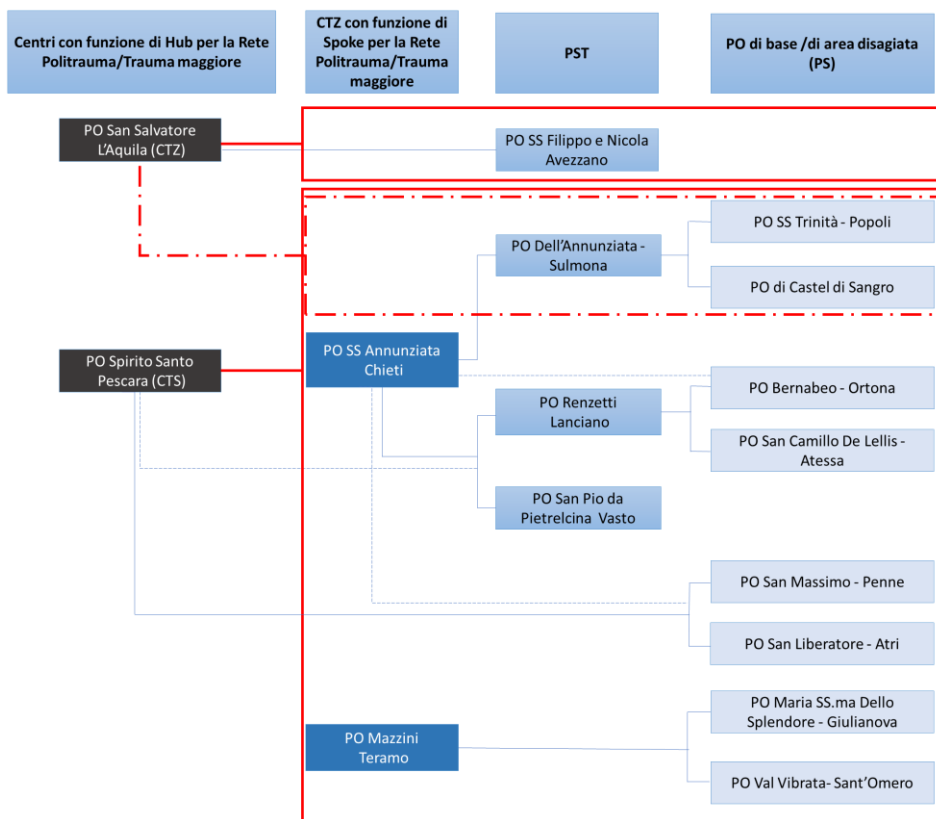 Centri con funzione di Hub per la Rete
Politrauma/Trauma maggiore
CTZ con funzione di
Spoke per la Rete
Politrauma/Trauma
maggiore
PST
PO di base /di area disagiata
(PS)
PO San Salvatore
L'Aquila (CTZ)
PO SS Filippo e Nicola
Avezzano
PO SS Trinità - Popoli
PO Dell'Annunziata -
Sulmona
PO di Castel di Sangro
PO SS Annunziata
Chieti
PO Spirito Santo
Pescara (CTS)
PO Bernabeo - Ortona
PO Renzetti
Lanciano
PO San Camillo De Lellis -
Atessa
PO San Pio da
Pietrelcina Vasto
PO San Massimo - Penne
PO San Liberatore - Atri
PO Maria SS.ma Dello
Splendore - Giulianova
PO Mazzini
Teramo
PO Val Vibrata- Sant'Omero